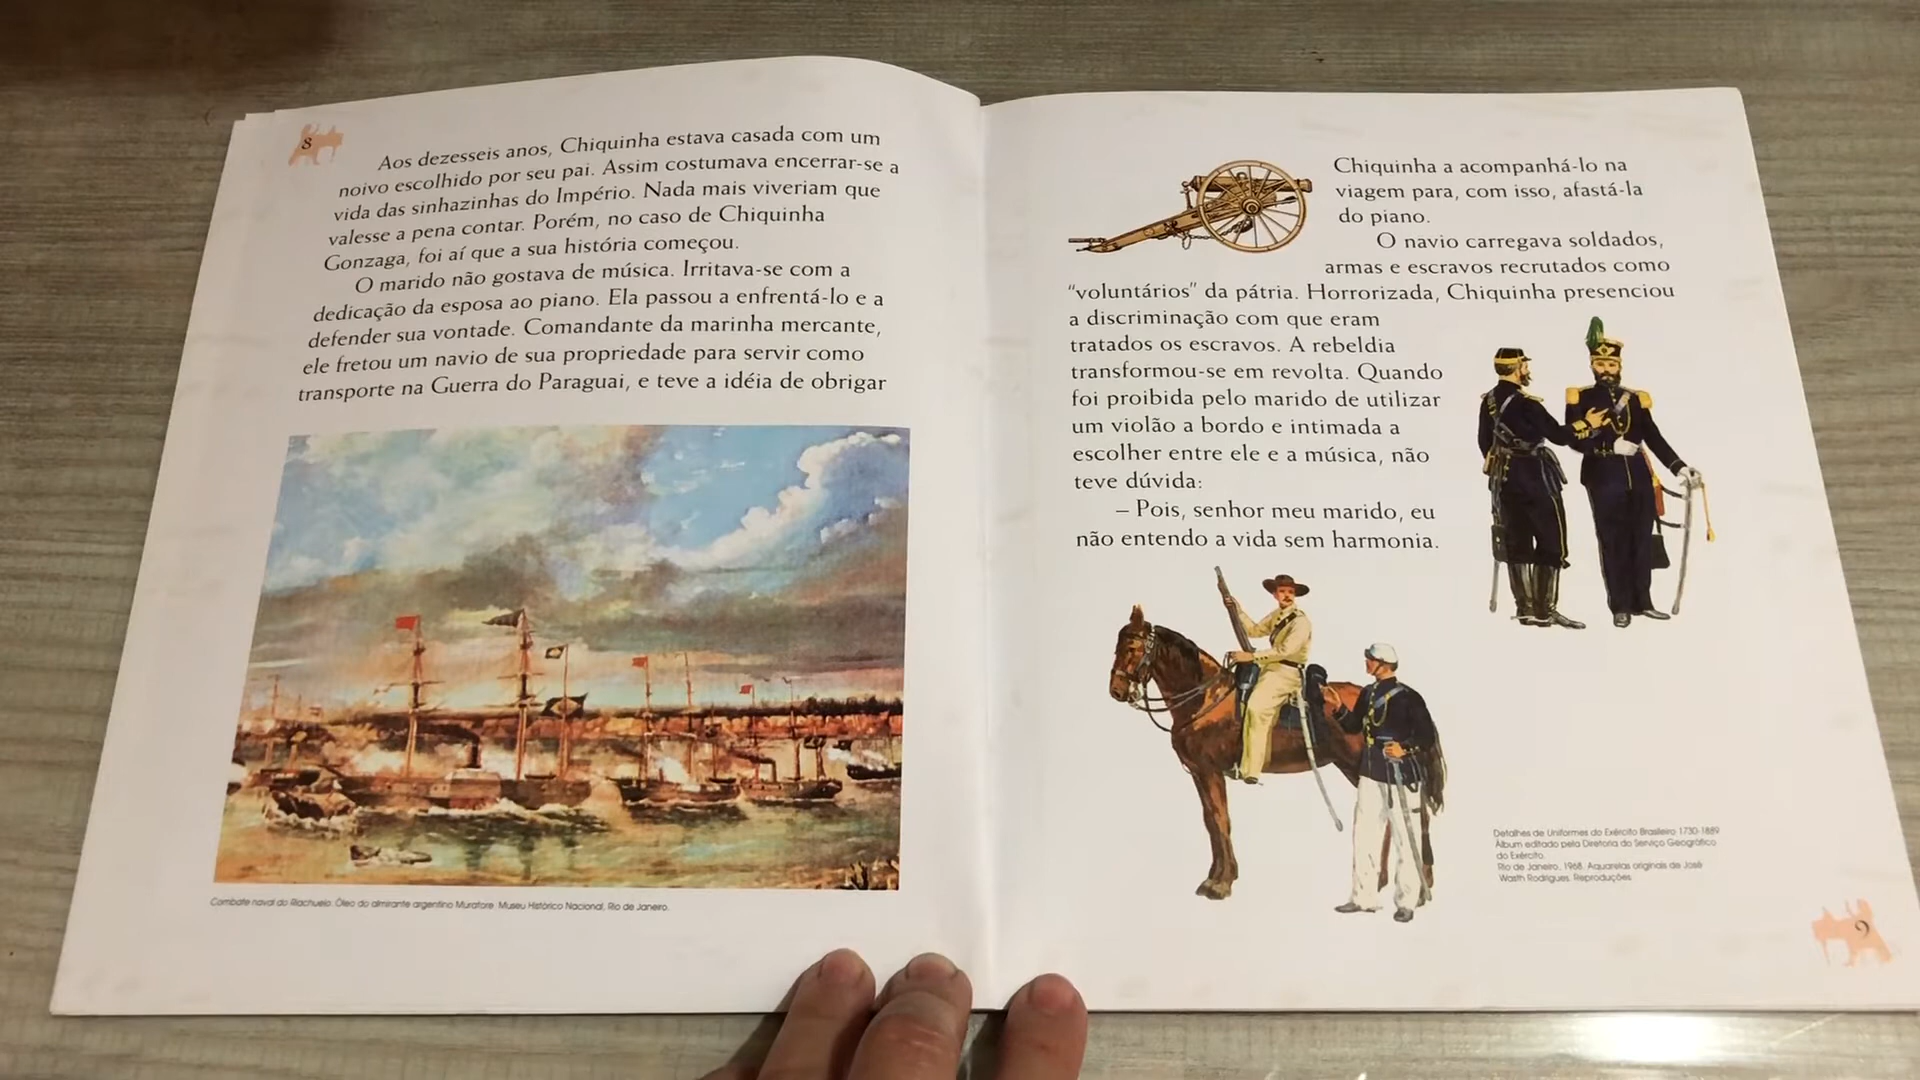 8
Aos dezesseis anos, Chiquinha estava casada com um
noivo escolhido por seu pai. Assim costumava encerrar-se a
vida das sinhazinhas do Império. Nada mais viveriam que
valesse a pena contar. Porém, no caso de Chiquinha
Gonzaga, foi aí que a sua história começou.
O marido não gostava de música. Irritava-se com a
dedicação da esposa ao piano. Ela passou a enfrentá-lo e a
defender sua vontade. Comandante da marinha mercante,
ele fretou um navio de sua propriedade para servir como
transporte na Guerra do Paraguai, e teve a idéia de obrigar
Combate naval do Riachuelo. Óleo do almirante argentino Muratore. Museu Histórico Nacional, Rio de Janeiro.
Chiquinha a acompanhá-lo na
viagem para, com isso, afastá-la
do piano.
O navio carregava soldados,
armas e escravos recrutados como
“voluntários” da pátria. Horrorizada, Chiquinha presenciou
a discriminação com que eram
tratados os escravos. A rebeldia
transformou-se em revolta. Quando
foi proibida pelo marido de utilizar
um violão a bordo e intimada a
escolher entre ele e a música, não
teve dúvida:
– Pois, senhor meu marido, eu
não entendo a vida sem harmonia.
Detalhes de Uniformes do Exército Brasileiro 1730-1889
Álbum editado pela Diretoria do Serviço Geográfico
do Exército.
Rio de Janeiro, 1968. Aquarelas originais de José
Wasth Rodrigues. Reproduções.
9